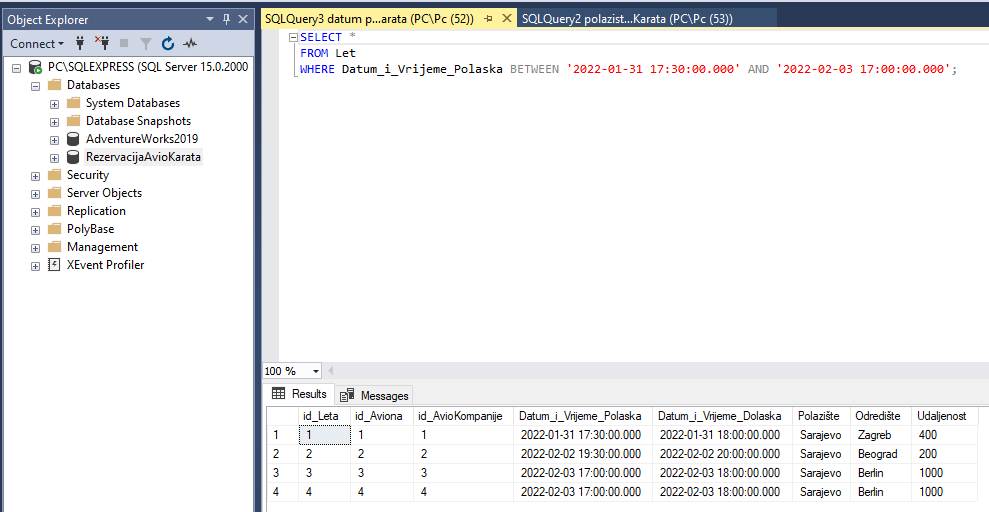 Object Explorer
Connect
PC\SQLEXPRESS (SQL Server 15.0.2000
Databases
System Databases
Database Snapshots
AdventureWorks2019
RezervacijaAvioKarata
Security
Server Objects
Replication
PolyBase
Management
XEvent Profiler
SQLQuery3 datum p...arata (PC\Pc (52)) SQLQuery2 polazist...Karata (PC\Pc (53))
SELECT *
FROM Let
WHERE Datum_i_Vrijeme_Polaska BETWEEN '2022-01-31 17:30:00.000' AND '2022-02-03 17:00:00.000';
100 %
Results Messages
id_Leta id_Aviona id_AvioKompanije Datum_i_Vrijeme_Polaska Datum_i_Vrijeme_Dolaska Polazište Odredište Udaljenost
1 1 1 1 2022-01-31 17:30:00.000 2022-01-31 18:00:00.000 Sarajevo Zagreb 400
2 2 2 2 2022-02-02 19:30:00.000 2022-02-02 20:00:00.000 Sarajevo Beograd 200
3 3 3 3 2022-02-03 17:00:00.000 2022-02-03 18:00:00.000 Sarajevo Berlin 1000
4 4 4 4 2022-02-03 17:00:00.000 2022-02-03 18:00:00.000 Sarajevo Berlin 1000